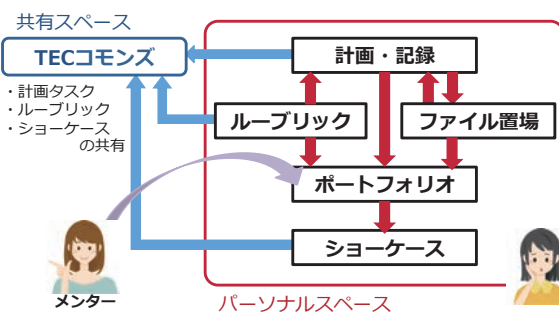 共有スペース
TECコモンズ
・計画タスク
・ルーブリック
・ショーケース
の共有
計画・記録
ルーブリック
ファイル置場
ポートフォリオ
ショーケース
メンター
パーソナルスペース